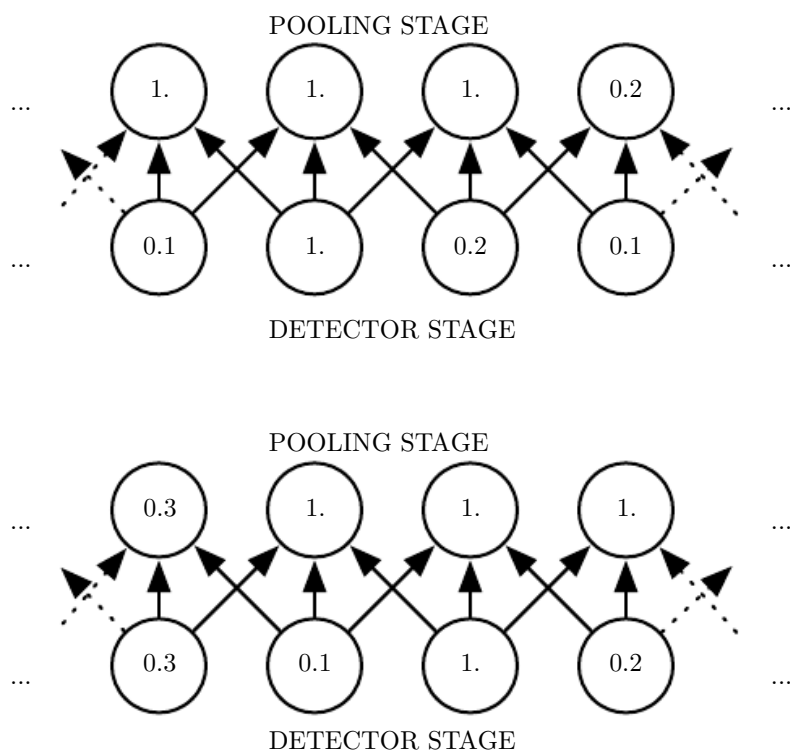 POOLING STAGE
... 1. 1. 1. 0.2 ...
... 0.1 1. 0.2 0.1 ...
DETECTOR STAGE
POOLING STAGE
... 0.3 1. 1. 1. ...
... 0.3 0.1 1. 0.2 ...
DETECTOR STAGE